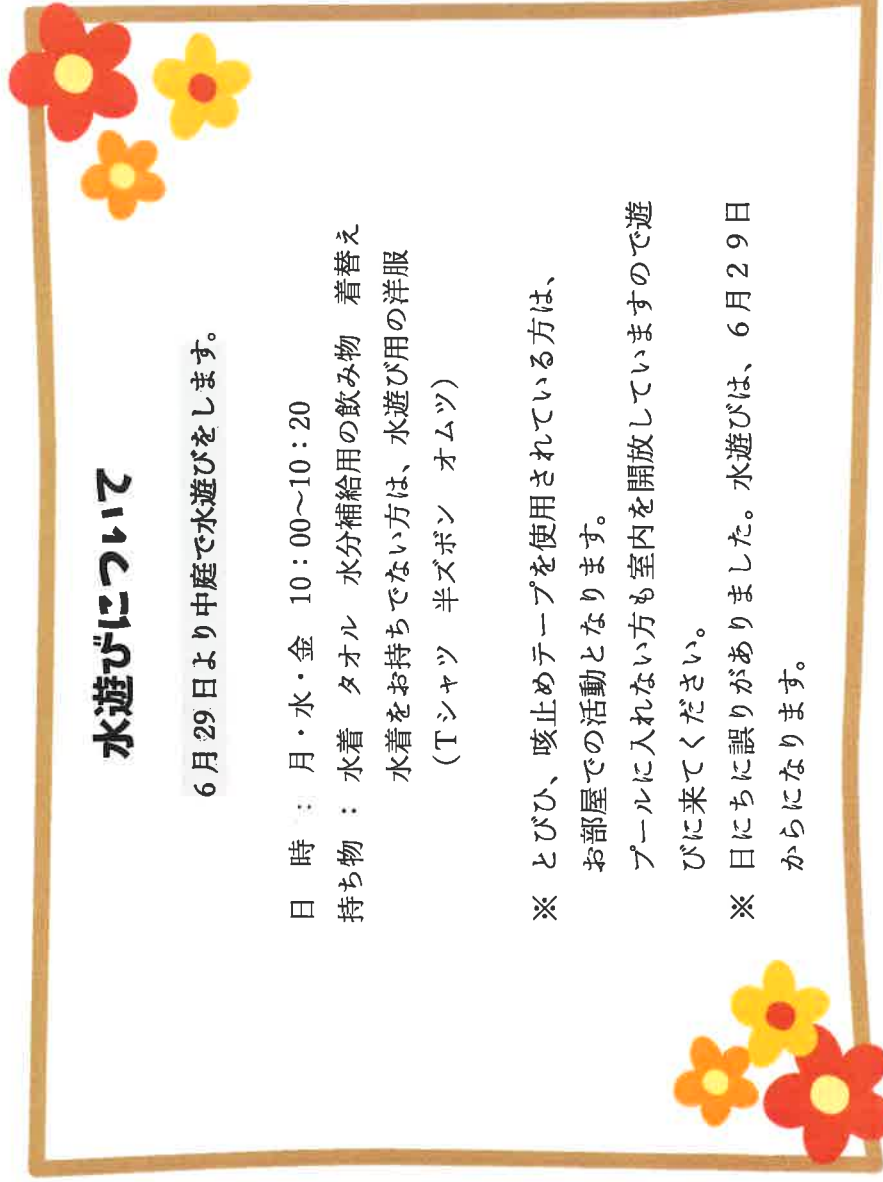 水遊びについて
6月29日より中庭で水遊びをします。
日　時　：　月・水・金　10：00～10：20
持ち物　：　水着　タオル　水分補給用の飲み物　着替え
水着をお持ちでない方は、水遊び用の洋服
（Tシャツ　半ズボン　オムツ）
※　とびひ、咳止めテープを使用されている方は、
お部屋での活動となります。
プールに入れない方も室内を開放していますので遊
びに来てください。
※　日にちに誤りがありました。水遊びは、６月２９日
からになります。